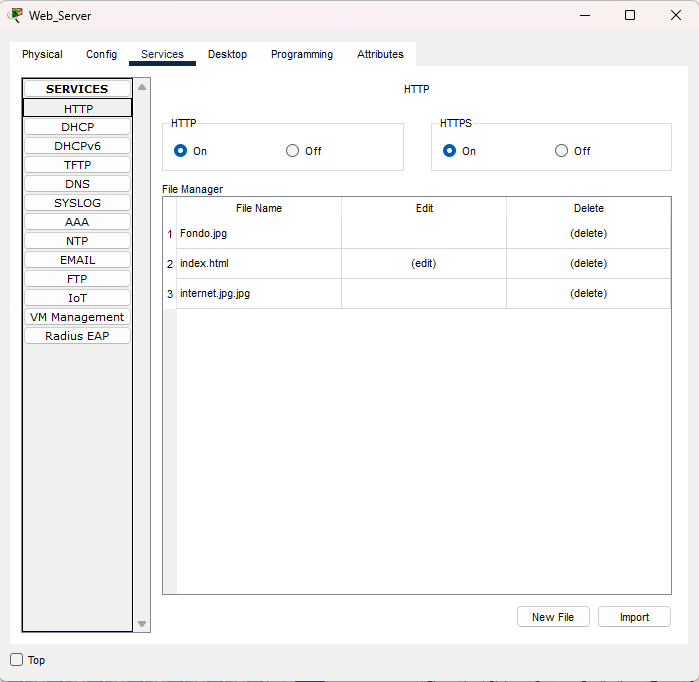 Web_Server
Physical Config Services Desktop Programming Attributes
SERVICES
HTTP
DHCP
DHCPv6
TFTP
DNS
SYSLOG
AAA
NTP
EMAIL
FTP
IoT
VM Management
Radius EAP
HTTP
HTTP
On Off
HTTPS
On Off
File Manager
File Name Edit Delete
1 Fondo.jpg (delete)
2 index.html (edit) (delete)
3 internet.jpg.jpg (delete)
New File Import
Top